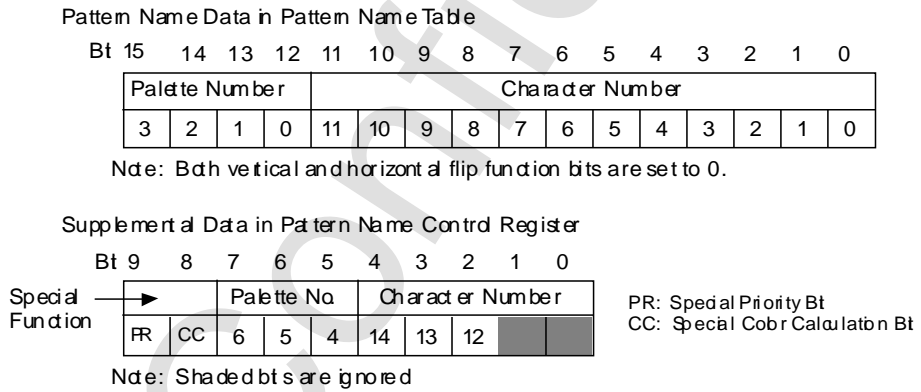 Pattern Name Data in Pattern Name Table
Bit 15 14 13 12 11 10 9 8 7 6 5 4 3 2 1 0
Palette Number Character Number
3 2 1 0 11 10 9 8 7 6 5 4 3 2 1 0
Note: Both vertical and horizontal flip function bits are set to 0.
Supplemental Data in Pattern Name Control Register
Bit 9 8 7 6 5 4 3 2 1 0
Special Function
Palette No. Character Number
PR CC 6 5 4 14 13 12
PR: Special Priority Bit
CC: Special Color Calculation Bit
Note: Shaded bits are ignored